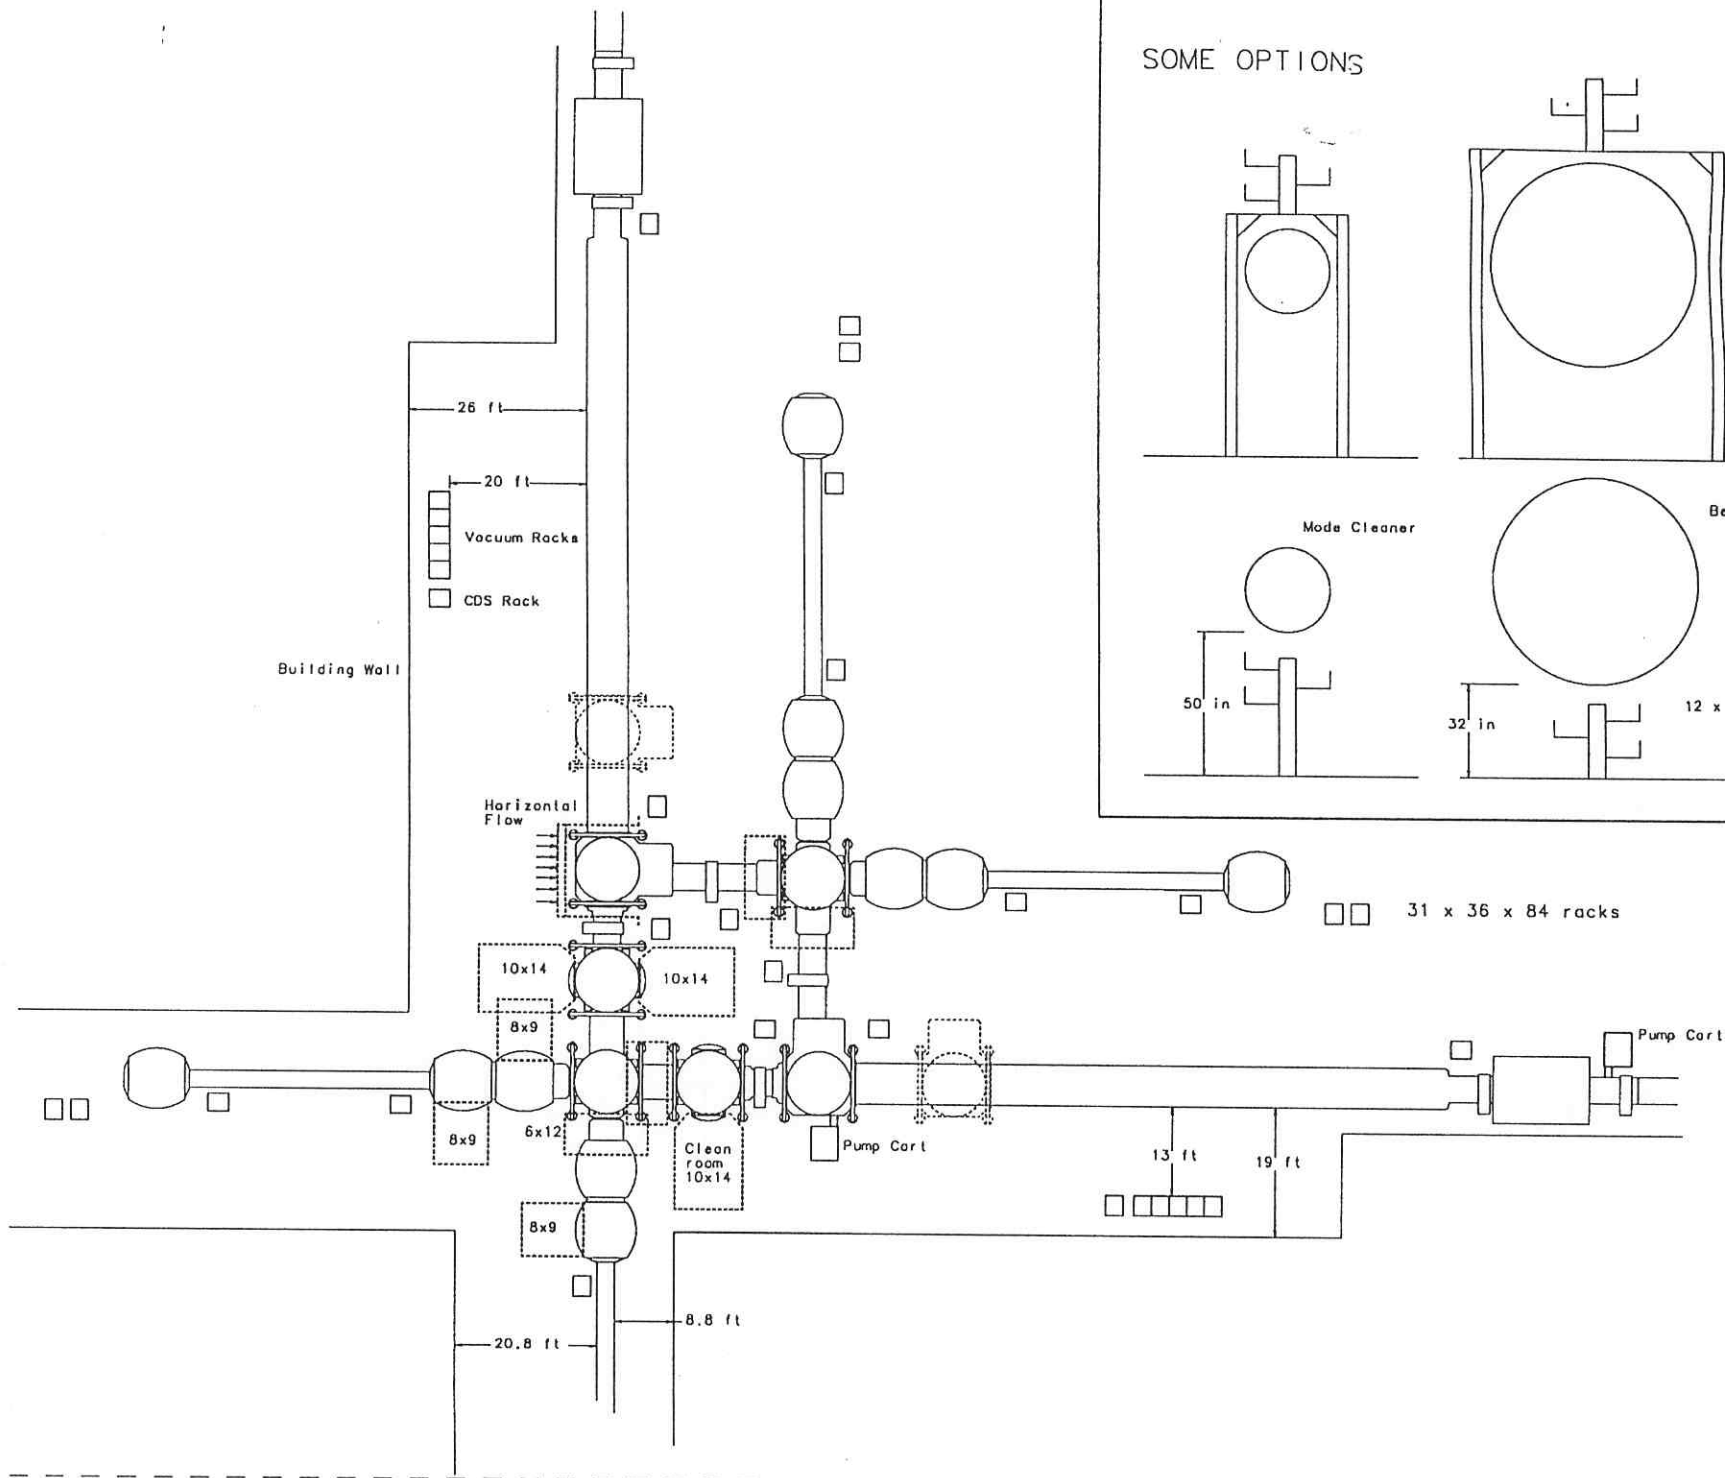 SOME OPTIONS
26 ft
20 ft
Vacuum Racks
CDS Rack
Building Wall
Mode Cleaner
Be
50 in
32 in
12 x
Horizontal
Flow
31 x 36 x 84 racks
10x14
10x14
8x9
Pump Cart
8x9
6x12
Clean
room
10x14
Pump Cart
13 ft
19 ft
8x9
8.8 ft
20.8 ft